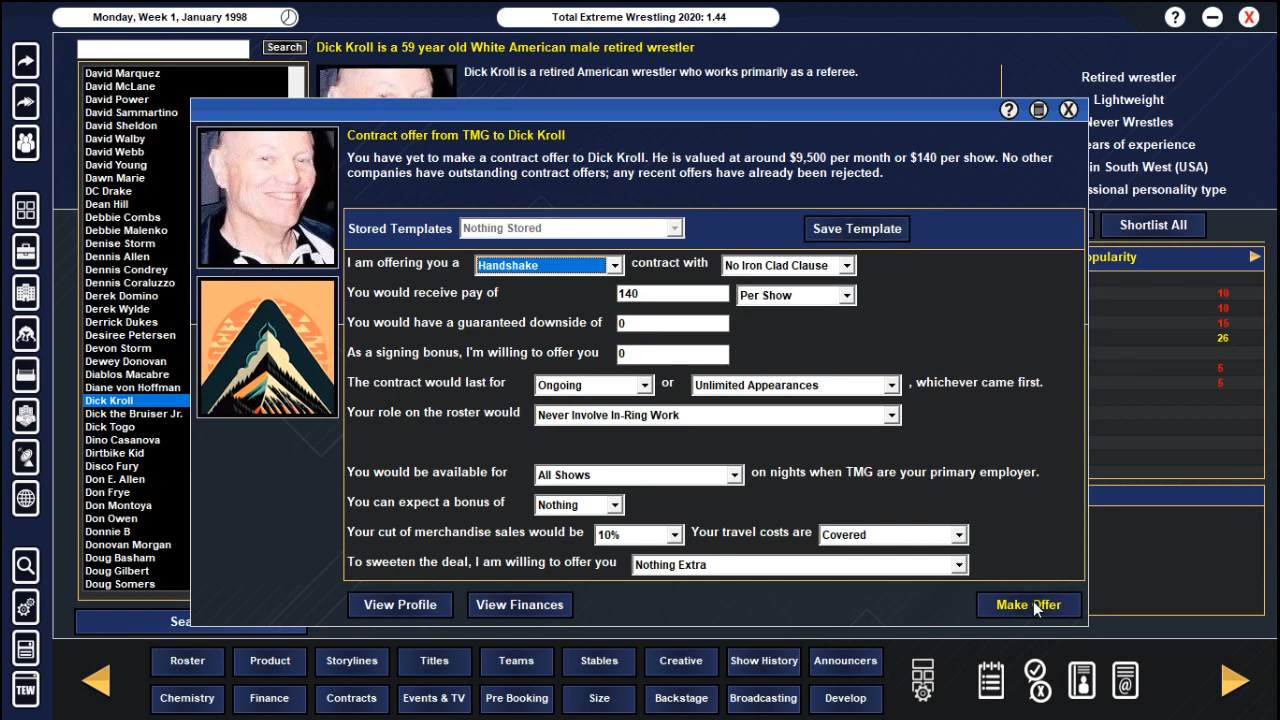 Monday, Week 1, January 1998
Total Extreme Wrestling 2020: 1.44
?
X
Search
Dick Kroll is a 59 year old White American male retired wrestler
Dick Kroll is a retired American wrestler who works primarily as a referee.
Retired wrestler
Lightweight
Never Wrestles
ears of experience
in South West (USA)
ssional personality type
Shortlist All
opularity
10
10
15
26
5
5
David Marquez
David McLane
David Power
David Sammartino
David Sheldon
David Walby
David Webb
David Young
Dawn Marie
DC Drake
Dean Hill
Debbie Combs
Debbie Malenko
Denise Storm
Dennis Allen
Dennis Condrey
Dennis Coraluzzo
Derek Domino
Derek Wylde
Derrick Dukes
Desiree Petersen
Devon Storm
Dewey Donovan
Diablos Macabre
Diane von Hoffman
Dick Kroll
Dick the Bruiser Jr.
Dick Togo
Dino Casanova
Dirtbike Kid
Disco Fury
Don E. Allen
Don Frye
Don Montoya
Don Owen
Donnie B
Donovan Morgan
Doug Basham
Doug Gilbert
Doug Somers
Sea
?
X
Contract offer from TMG to Dick Kroll
You have yet to make a contract offer to Dick Kroll. He is valued at around $9,500 per month or $140 per show. No other
companies have outstanding contract offers; any recent offers have already been rejected.
Stored Templates Nothing Stored Save Template
I am offering you a Handshake contract with No Iron Clad Clause
You would receive pay of 140 Per Show
You would have a guaranteed downside of 0
As a signing bonus, I'm willing to offer you 0
The contract would last for Ongoing or Unlimited Appearances , whichever came first.
Your role on the roster would Never Involve In-Ring Work
You would be available for All Shows on nights when TMG are your primary employer.
You can expect a bonus of Nothing
Your cut of merchandise sales would be 10% Your travel costs are Covered
To sweeten the deal, I am willing to offer you Nothing Extra
View Profile View Finances Make Offer
TEW
Roster Product Storylines Titles Teams Stables Creative Show History Announcers
Chemistry Finance Contracts Events & TV Pre Booking Size Backstage Broadcasting Develop